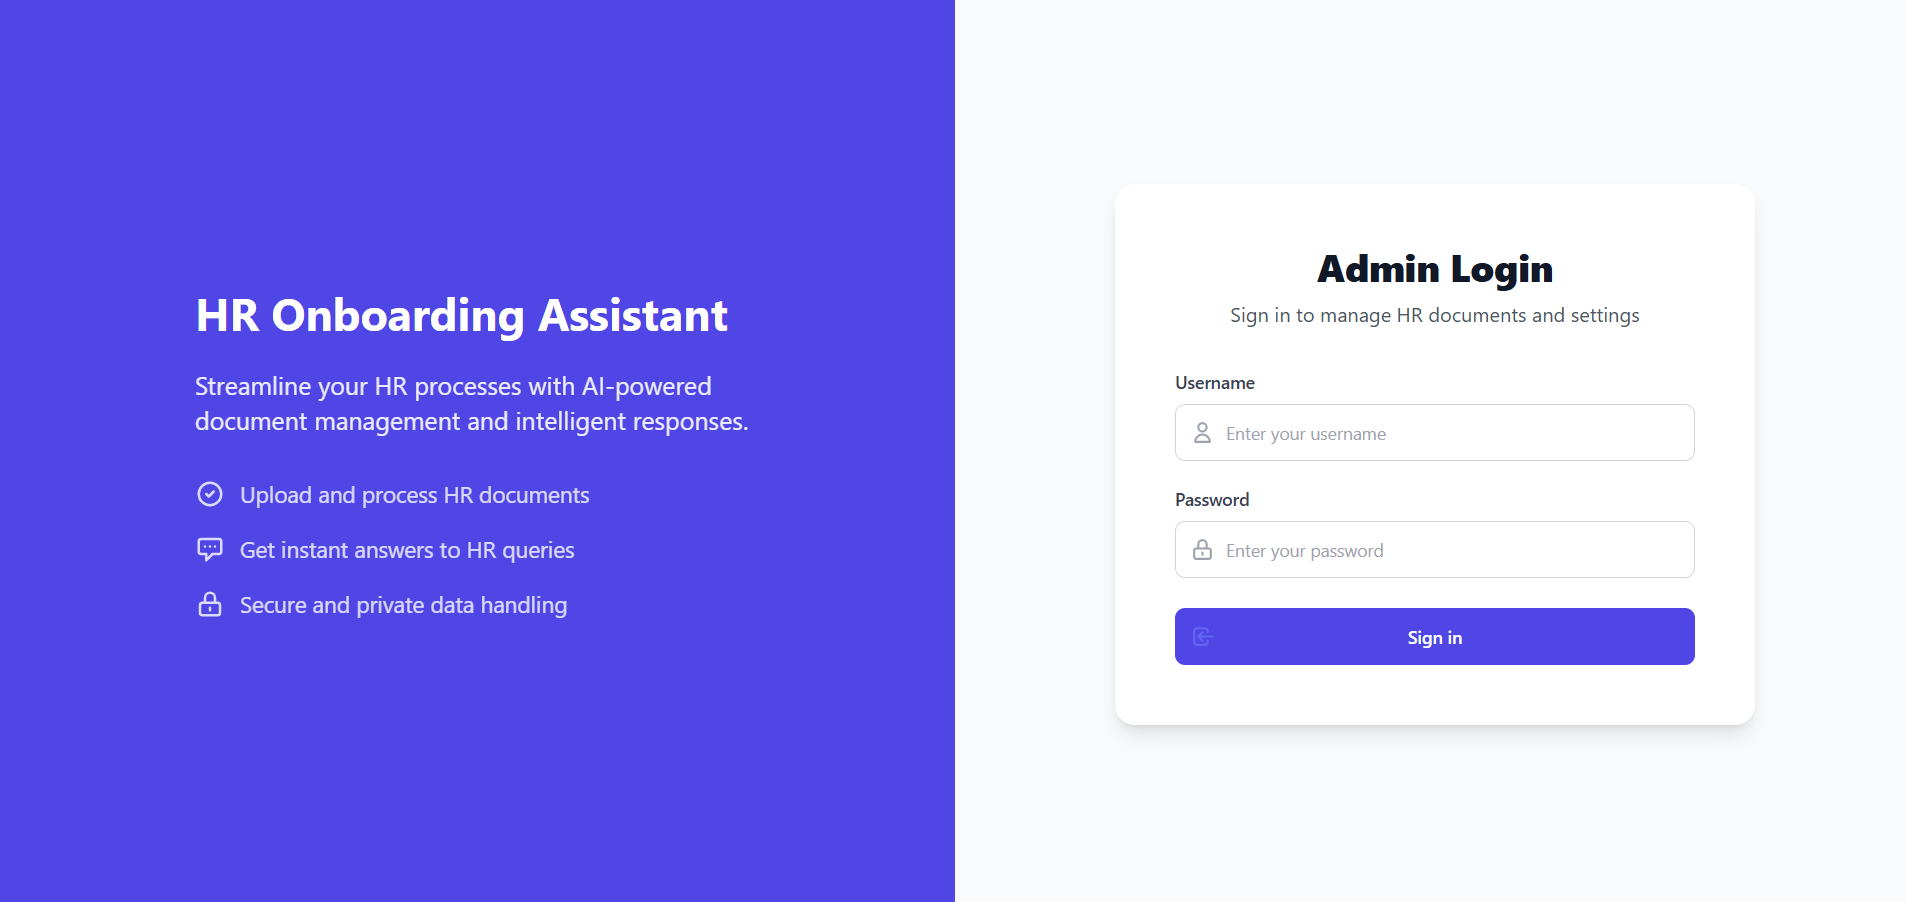 HR Onboarding Assistant
Streamline your HR processes with AI-powered
document management and intelligent responses.
Upload and process HR documents
Get instant answers to HR queries
Secure and private data handling
Admin Login
Sign in to manage HR documents and settings
Username
Enter your username
Password
Enter your password
Sign in